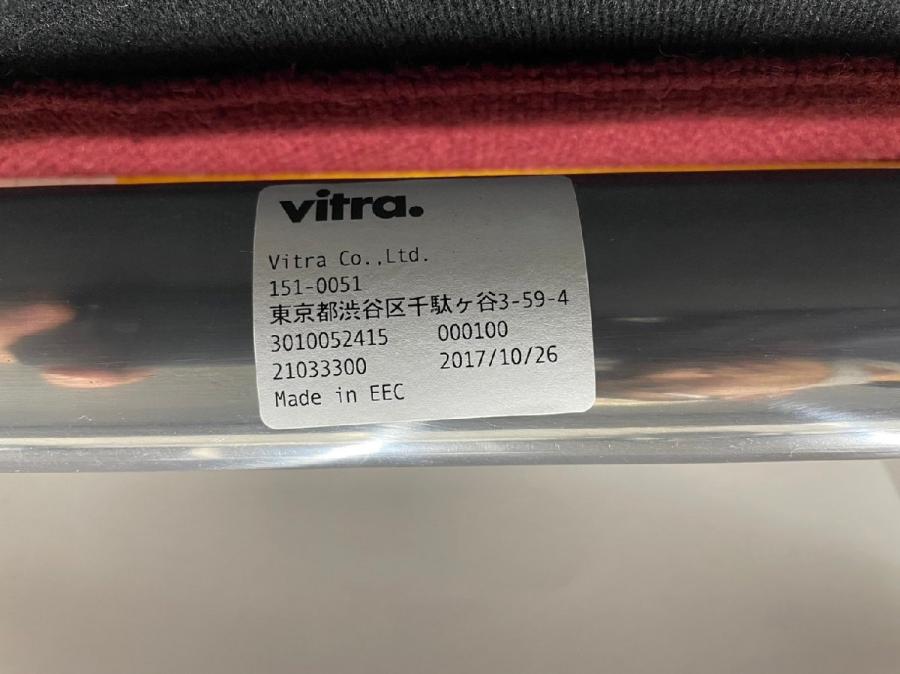 vitra.
Vitra Co.,Ltd.
151-0051
東京都渋谷区千駄ヶ谷3-59-4
3010052415 000100
21033300 2017/10/26
Made in EEC